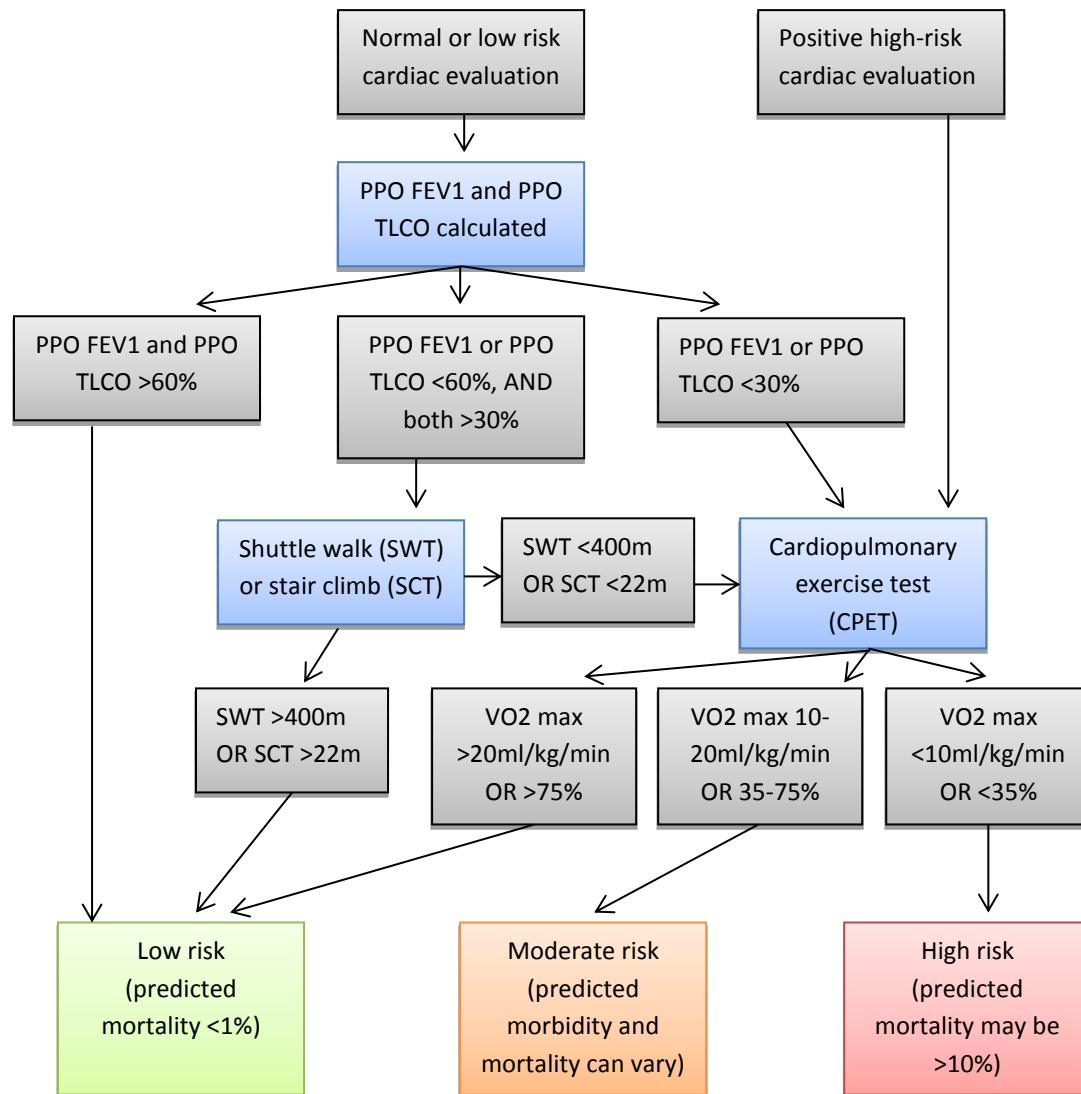 Normal or low risk
cardiac evaluation
Positive high-risk
cardiac evaluation
PPO FEV1 and PPO
TLCO calculated
PPO FEV1 and PPO
TLCO >60%
PPO FEV1 or PPO
TLCO <60%, AND
both >30%
PPO FEV1 or PPO
TLCO <30%
Shuttle walk (SWT)
or stair climb (SCT)
SWT <400m
OR SCT <22m
Cardiopulmonary
exercise test
(CPET)
SWT >400m
OR SCT >22m
VO2 max
>20ml/kg/min
OR >75%
VO2 max 10-
20ml/kg/min
OR 35-75%
VO2 max
<10ml/kg/min
OR <35%
Low risk
(predicted
mortality <1%)
Moderate risk
(predicted
morbidity and
mortality can vary)
High risk
(predicted
mortality may be
>10%)